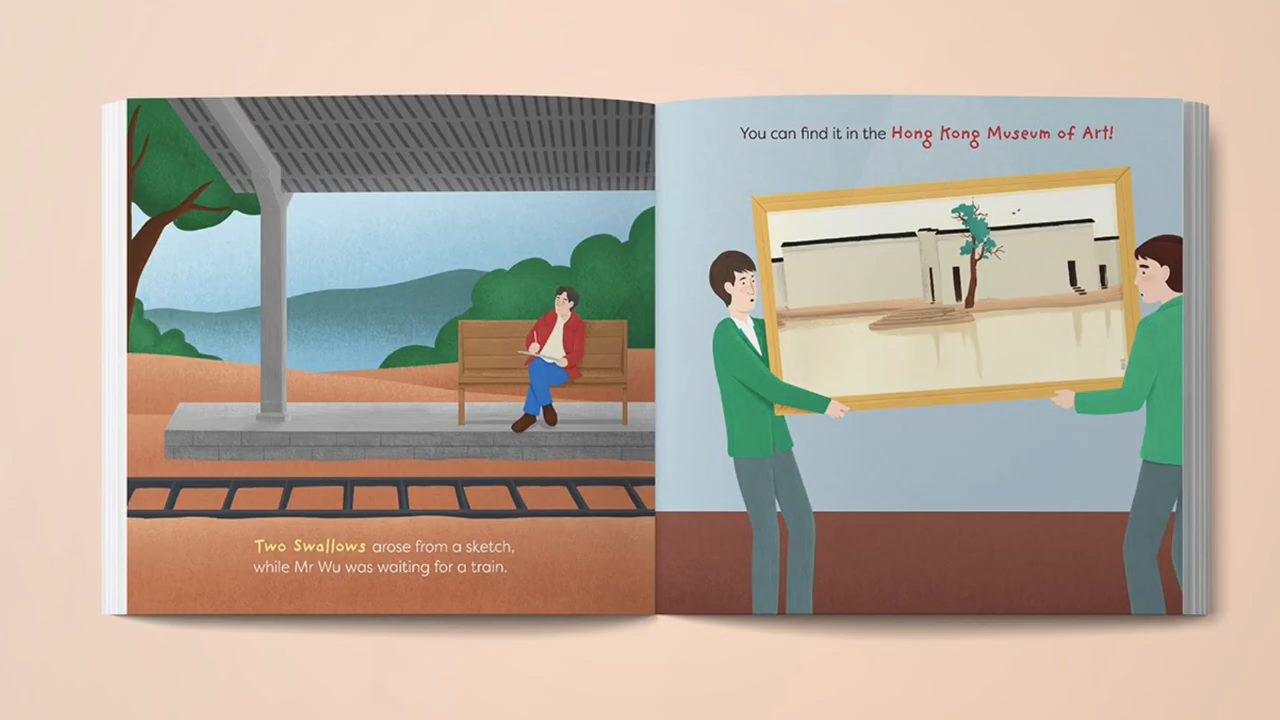 Two Swallows arose from a sketch,
while Mr Wu was waiting for a train.
You can find it in the Hong Kong Museum of Art!